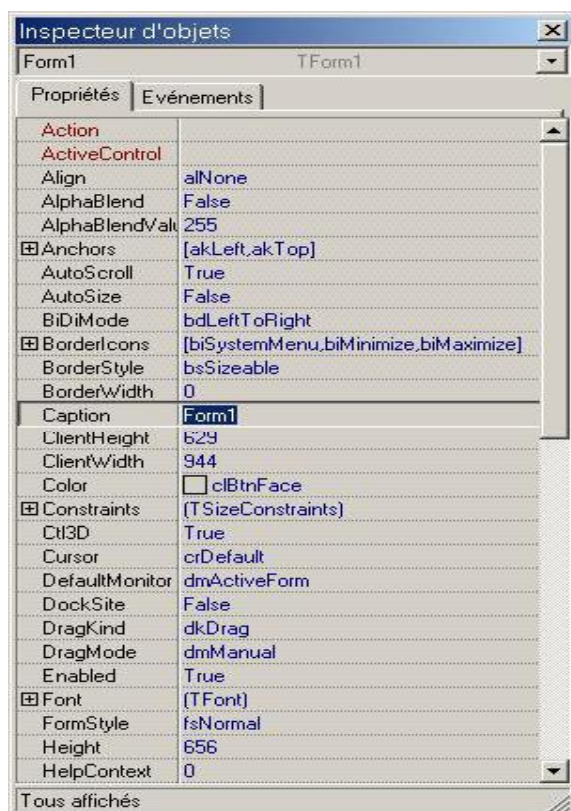 Inspecteur d'objets
Form1 TForm1
Propriétés Evénements
Action
ActiveControl
Align alNone
AlphaBlend False
AlphaBlendValu 255
Anchors [akLeft,akTop]
AutoScroll True
AutoSize False
BiDiMode bdLeftToRight
BorderIcons [biSystemMenu,biMinimize,biMaximize]
BorderStyle bsSizeable
BorderWidth 0
Caption Form1
ClientHeight 629
ClientWidth 944
Color clBtnFace
Constraints (TSizeConstraints)
Ctl3D True
Cursor crDefault
DefaultMonitor dmActiveForm
DockSite False
DragKind dkDrag
DragMode dmManual
Enabled True
Font (TFont)
FormStyle fsNormal
Height 656
HelpContext 0
Tous affichés